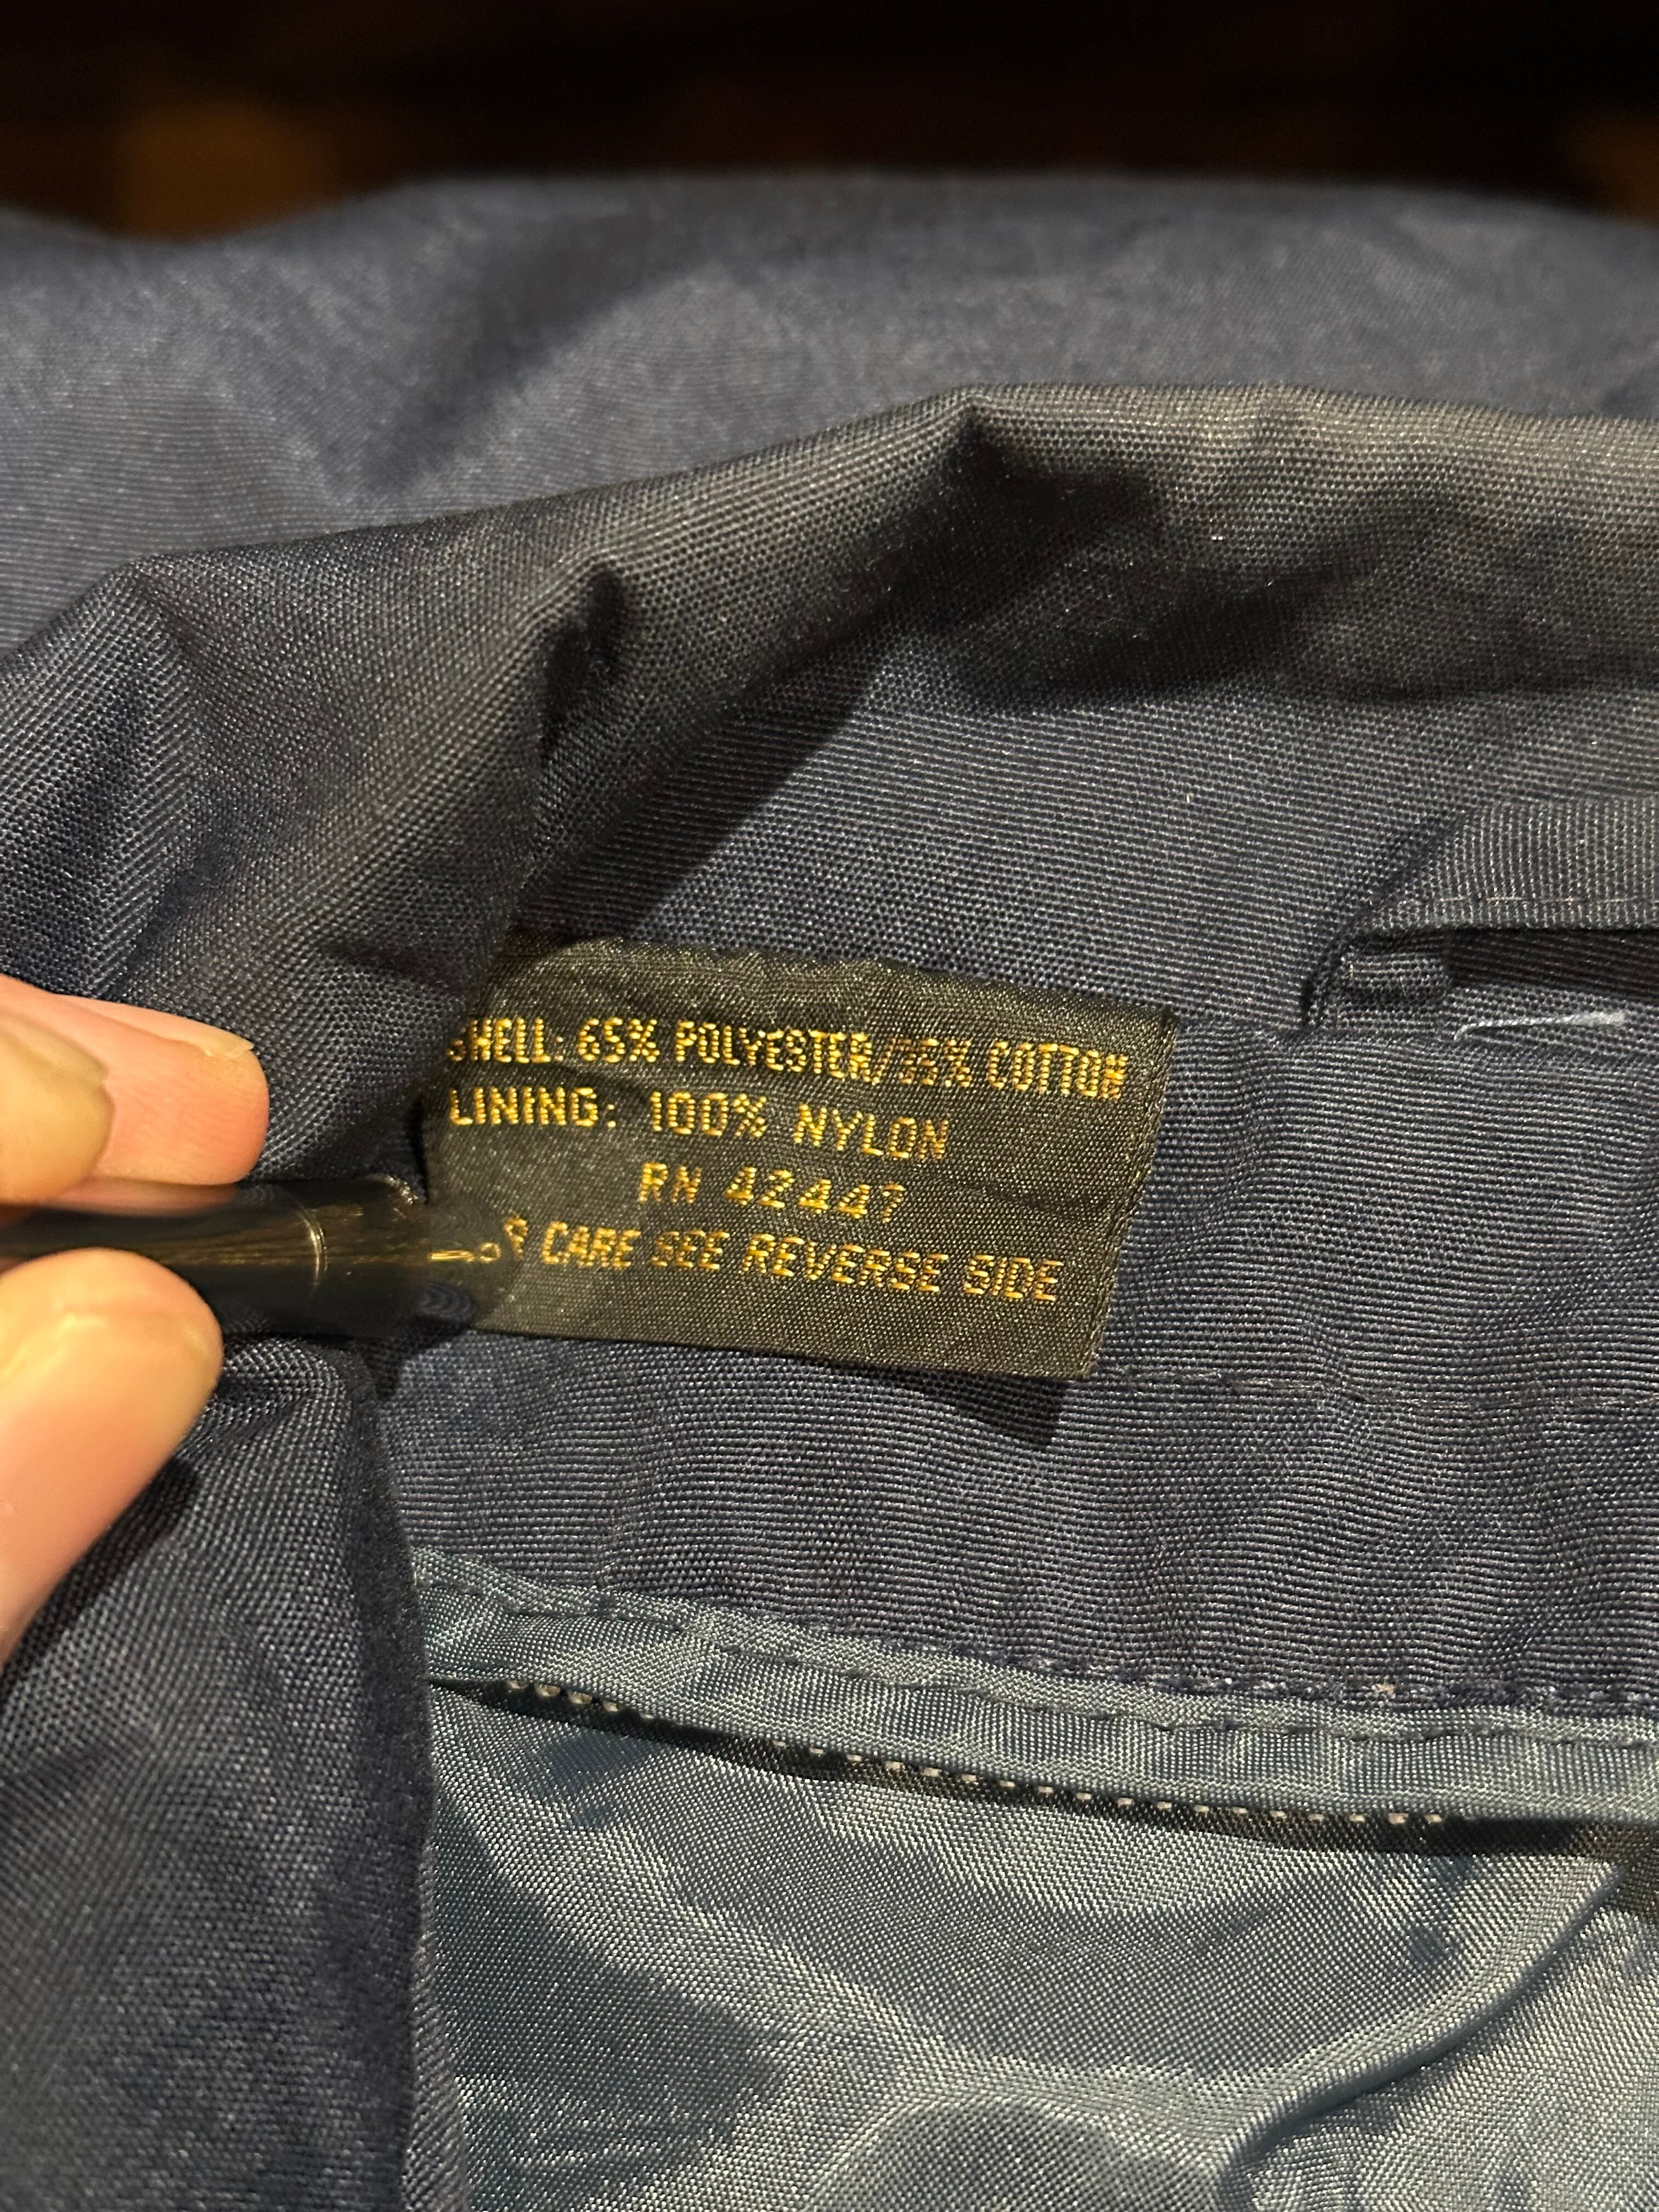 SHELL: 65% POLYESTER/35% COTTON
LINING: 100% NYLON
RN 42447
CARE SEE REVERSE SIDE